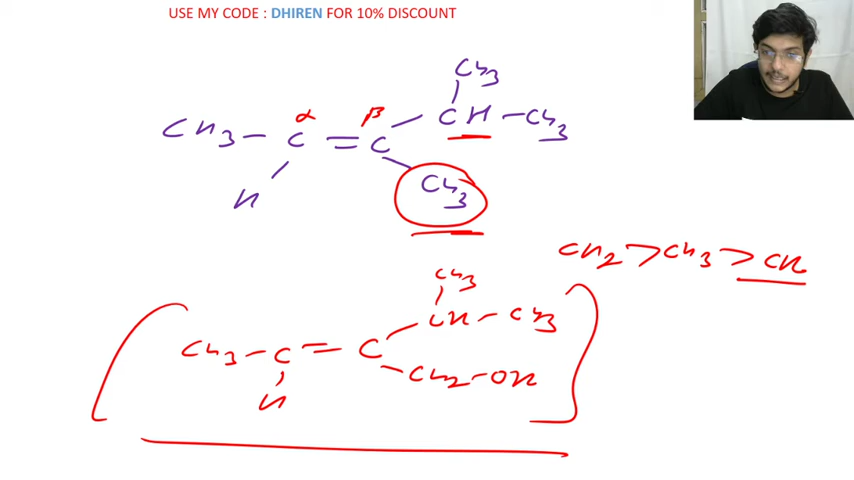 USE MY CODE : DHIREN FOR 10% DISCOUNT
CH3
α β CH – CH3
CH3 – C = C
H CH3
CH2 > CH3 > CH
CH3
CH3 – C = C CH – CH3
H CH2 – OH